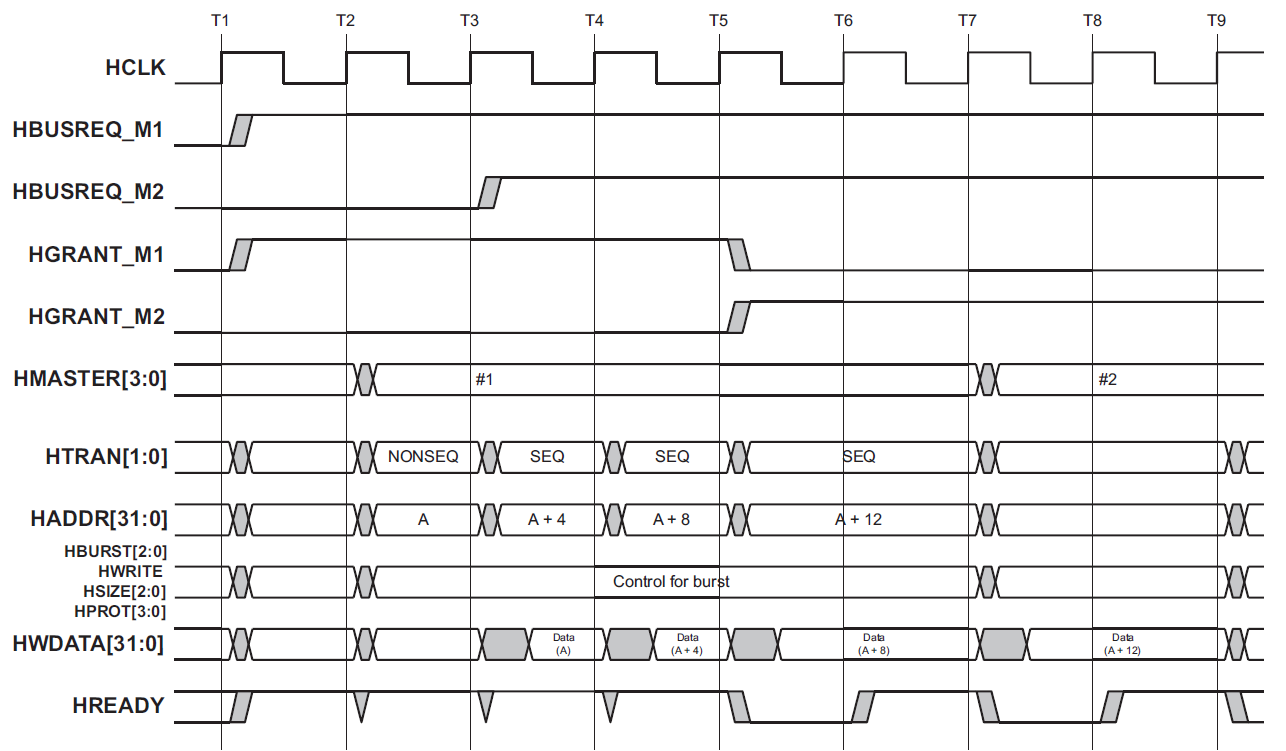 T1 T2 T3 T4 T5 T6 T7 T8 T9
HCLK
HBUSREQ_M1
HBUSREQ_M2
HGRANT_M1
HGRANT_M2
HMASTER[3:0] #1 #2
HTRAN[1:0] NONSEQ SEQ SEQ SEQ
HADDR[31:0] A A + 4 A + 8 A + 12
HBURST[2:0]
HWRITE
Control for burst
HSIZE[2:0]
HPROT[3:0]
HWDATA[31:0] Data Data Data Data
(A) (A + 4) (A + 8) (A + 12)
HREADY